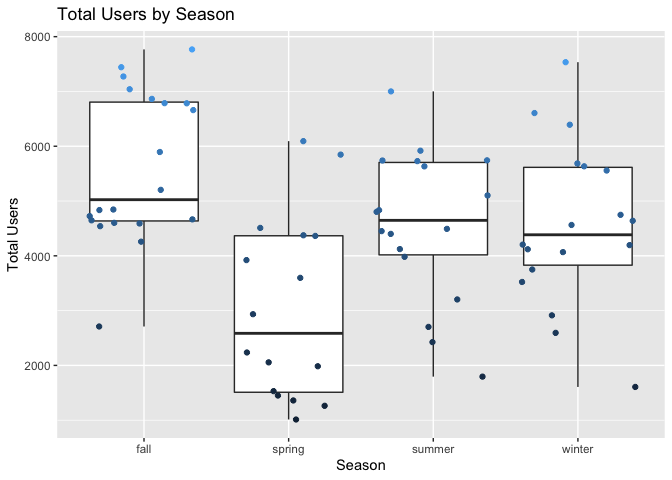 Total Users by Season
8000
6000
4000
2000
Total Users
fall
spring
summer
winter
Season